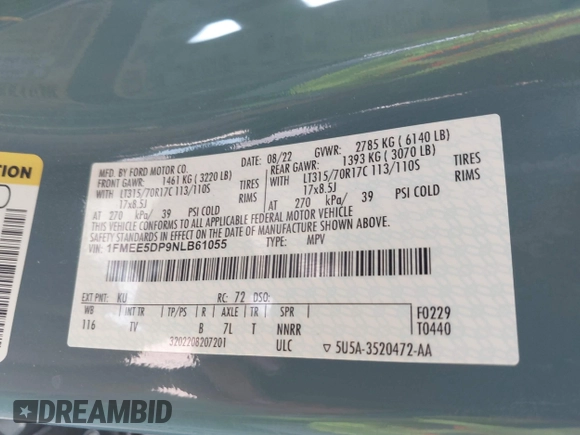 TION
MFD. BY FORD MOTOR CO.
08/22 GVWR: 2785 KG ( 6140 LB)
FRONT GAWR: 1461 KG ( 3220 LB)
REAR GAWR: 1393 KG ( 3070 LB)
WITH LT315/70R17C 113/110S TIRES
WITH LT315/70R17C 113/110S TIRES
17x8.5J RIMS
17x8.5J RIMS
AT 270 kPa/ 39 PSI COLD
AT 270 kPa/ 39 PSI COLD
THIS VEHICLE CONFORMS TO ALL APPLICABLE FEDERAL MOTOR VEHICLE
SAFETY AND THEFT PREVENTION STANDARDS IN EFFECT ON THE DATE OF MANUFACTURE SHOWN ABOVE.
VIN: 1FMEE5DP9NLB61055
TYPE: MPV
EXT PNT: KU RC: 72 DSO:
WB INT TR TP/PS R AXLE TR SPR
116 TV B 7L T NNRR
3202208207201 ULC
F0229
T0440
▽ 5U5A-3520472-AA
DREAMBID